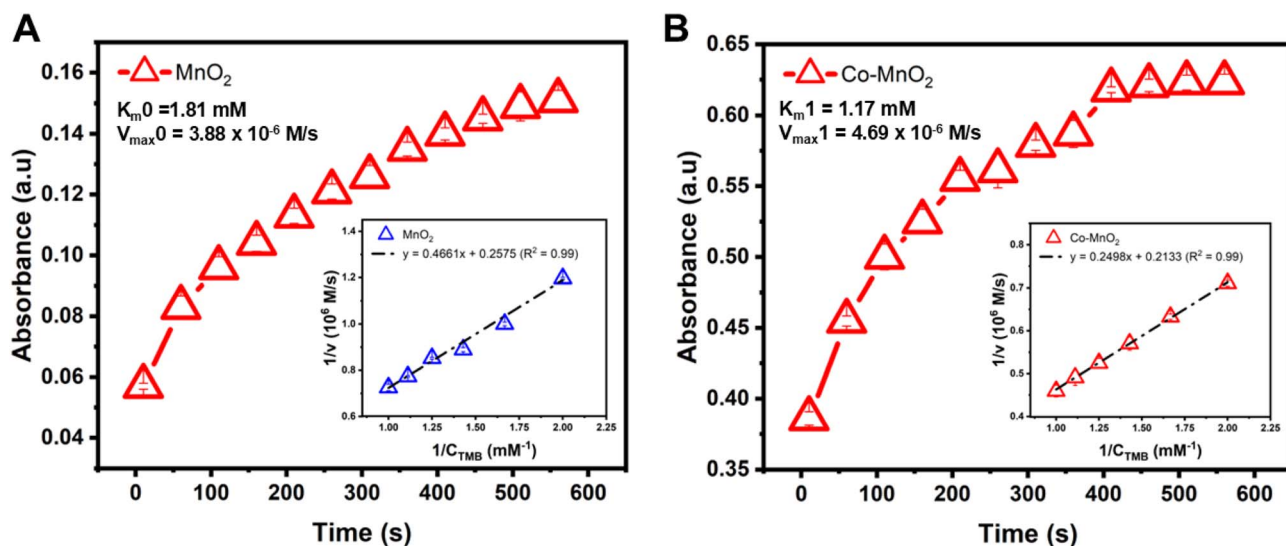 A
MnO₂
Kₘ0 =1.81 mM
Vₘₐₓ0 = 3.88 x 10⁻⁶ M/s
Absorbance (a.u)
0.16
0.14
0.12
0.10
0.08
0.06
0.04
0 100 200 300 400 500 600
Time (s)
MnO₂
y = 0.4661x + 0.2575 (R² = 0.99)
1/v (10⁶ M/s)
1.4
1.2
1.0
0.8
0.6
1.00 1.25 1.50 1.75 2.00 2.25
1/C_TMB (mM⁻¹)
B
Co-MnO₂
Kₘ1 = 1.17 mM
Vₘₐₓ1 = 4.69 x 10⁻⁶ M/s
Absorbance (a.u)
0.65
0.60
0.55
0.50
0.45
0.40
0.35
0 100 200 300 400 500 600
Time (s)
Co-MnO₂
y = 0.2498x + 0.2133 (R² = 0.99)
1/v (10⁶ M/s)
0.8
0.7
0.6
0.5
0.4
1.00 1.25 1.50 1.75 2.00 2.25
1/C_TMB (mM⁻¹)